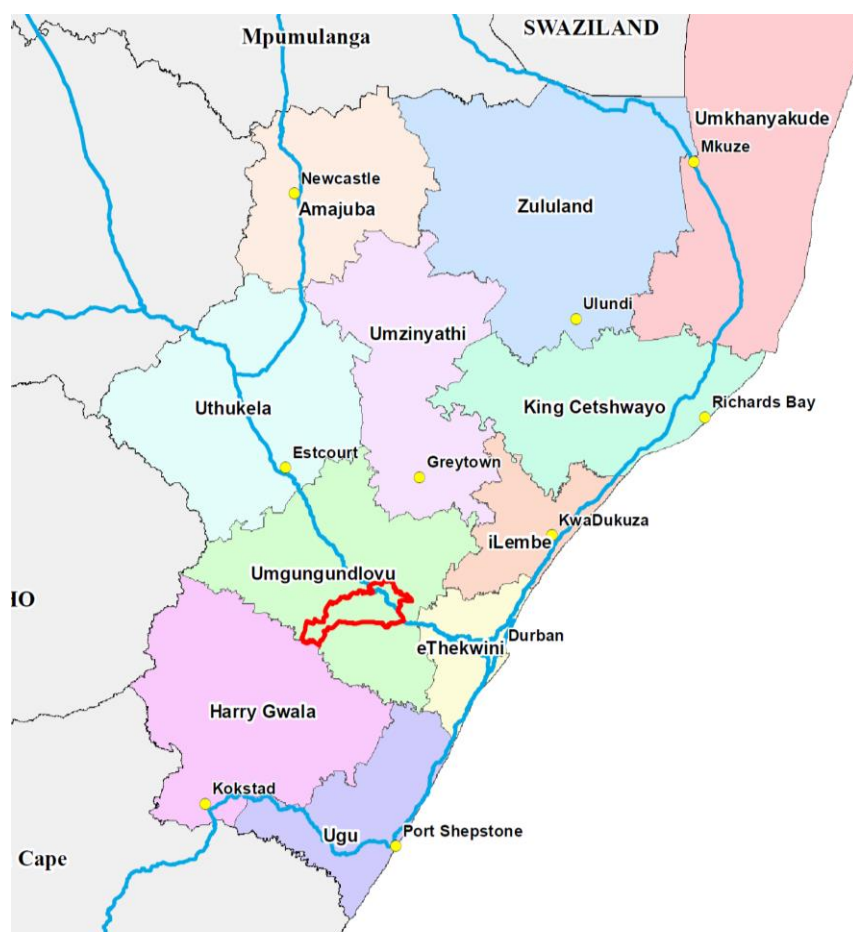 Mpumulanga
SWAZILAND
Umkhanyakude
Mkuze
Newcastle
Amajuba
Zululand
Ulundi
Umzinyathi
Uthukela
King Cetshwayo
Richards Bay
Estcourt
Greytown
KwaDukuza
iLembe
Umgungundlovu
HO
Durban
eThekwini
Harry Gwala
Kokstad
Ugu
Port Shepstone
Cape